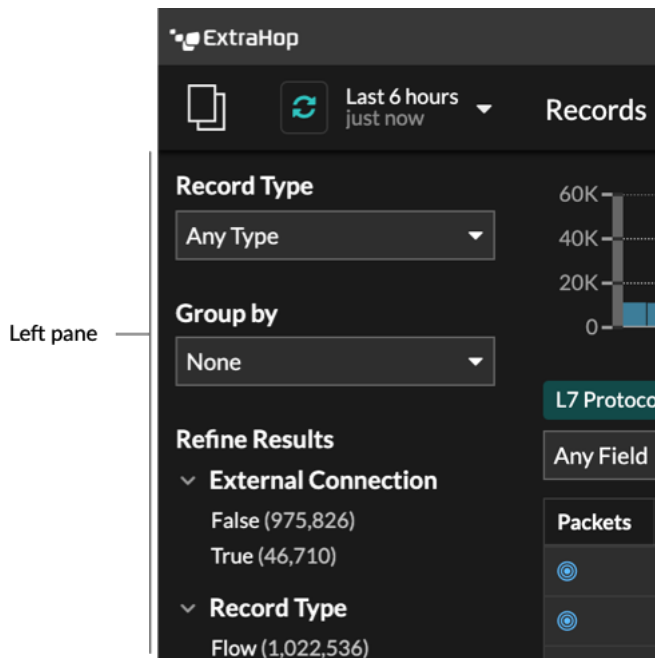 ExtraHop
Last 6 hours
just now
Records
Left pane
Record Type
Any Type
Group by
None
Refine Results
External Connection
False (975,826)
True (46,710)
Record Type
Flow (1,022,536)
60K
40K
20K
0
L7 Protoco
Any Field
Packets